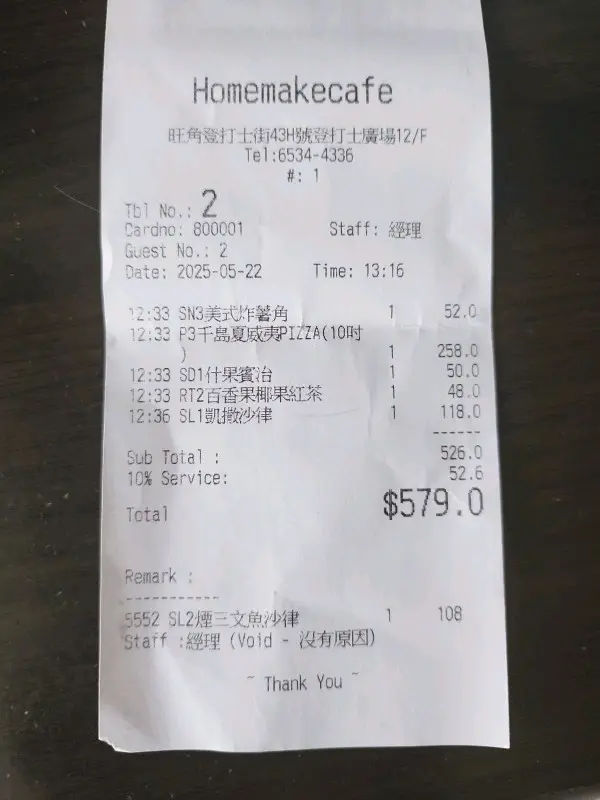 Homemakecafe
旺角登打士街43H號登打士廣場12/F
Tel:6534-4336
#: 1
Tbl No.: 2
Cardno: 800001 Staff: 經理
Guest No.: 2
Date: 2025-05-22 Time: 13:16
12:33 SN3美式炸薯角 1 52.0
12:33 P3千島夏威夷PIZZA(10吋
) 1 258.0
12:33 SD1什果賓治 1 50.0
12:33 RT2百香果椰果紅茶 1 48.0
12:36 SL1凱撒沙律 1 118.0
------
Sub Total : 526.0
10% Service: 52.6
Total $579.0
Remark :
-----------
5552 SL2煙三文魚沙律 1 108
Staff :經理 (Void - 沒有原因)
~ Thank You ~